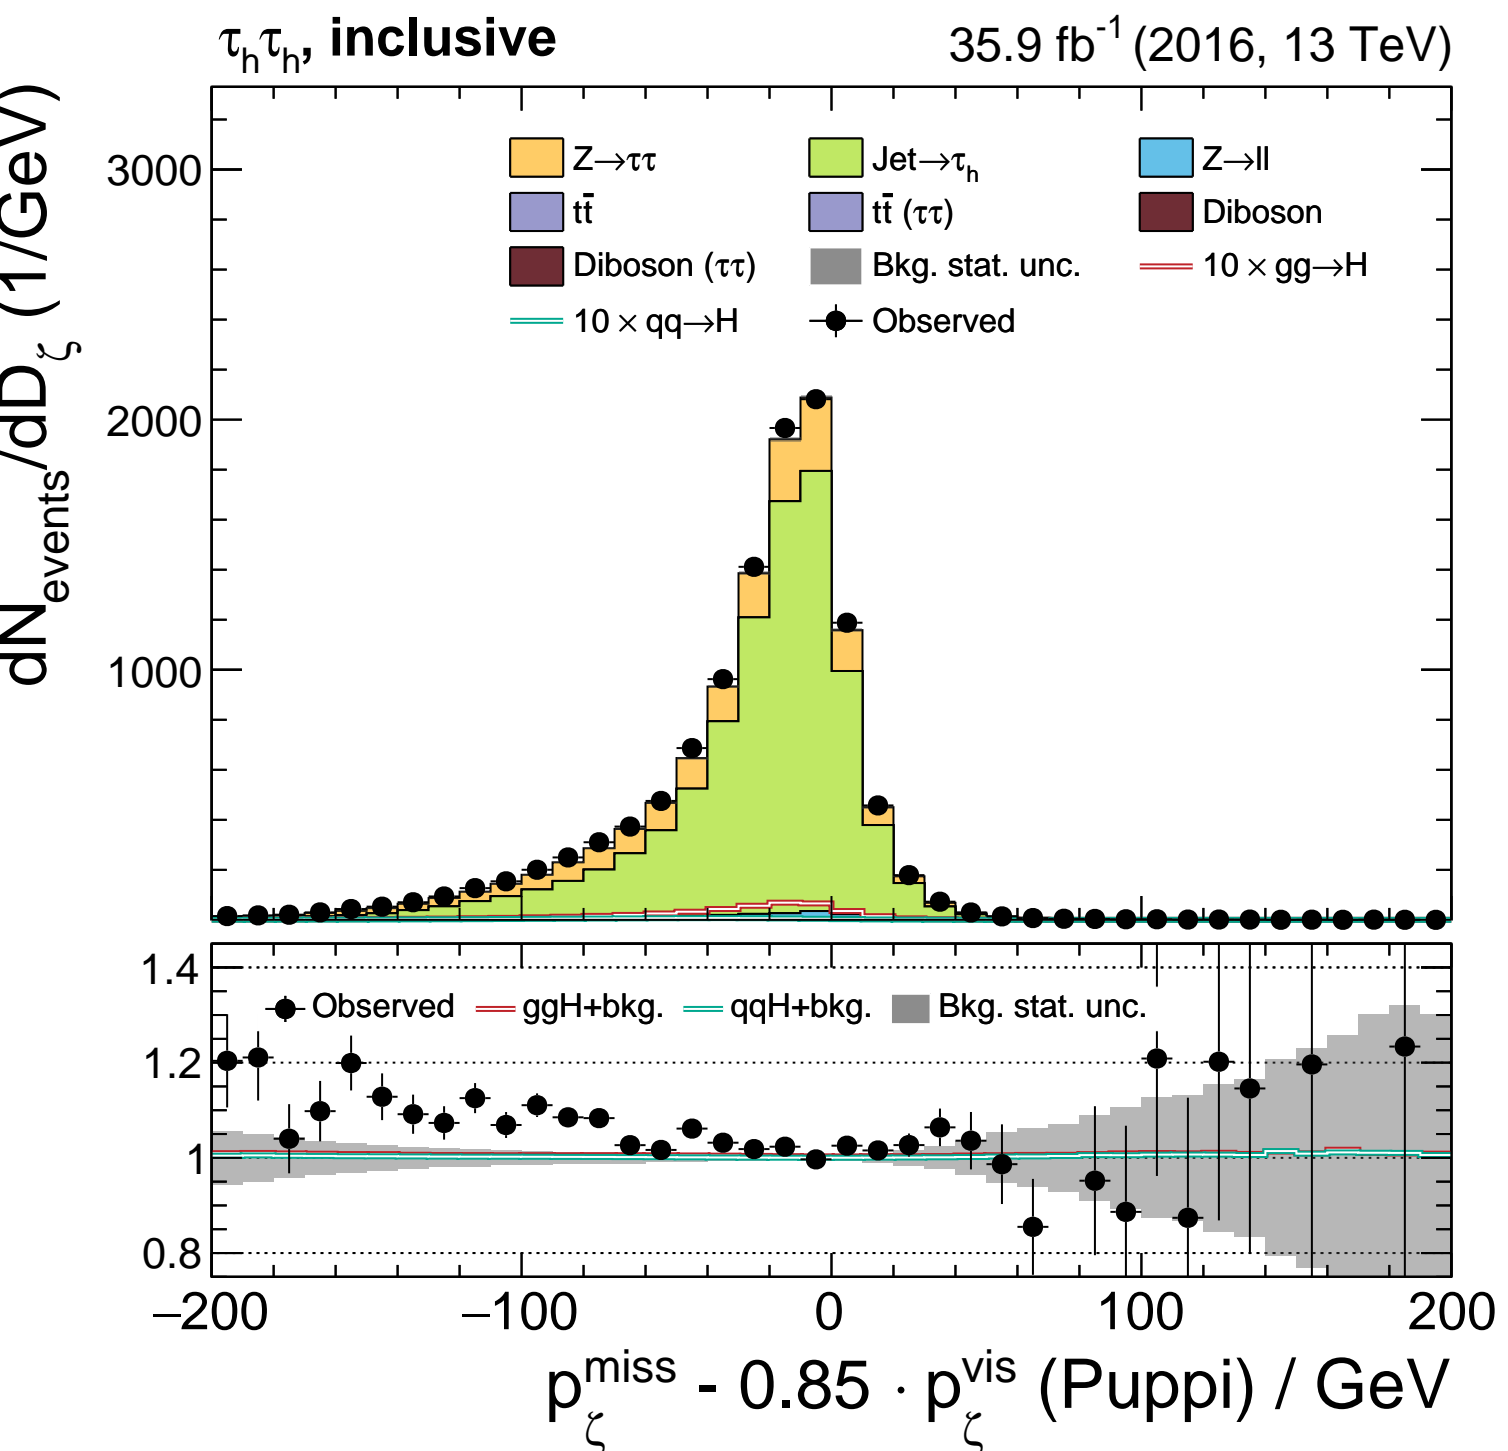 τhτh, inclusive 35.9 fb-1 (2016, 13 TeV)
dNevents/dDζ (1/GeV)
3000
2000
1000
Z→ττ Jet→τh Z→ll
tt̄ tt̄ (ττ) Diboson
Diboson (ττ) Bkg. stat. unc. 10 × gg→H
10 × qq→H Observed
1.4
1.2
1
0.8
Observed ggH+bkg. qqH+bkg. Bkg. stat. unc.
−200 −100 0 100 200
pζmiss - 0.85 · pζvis (Puppi) / GeV